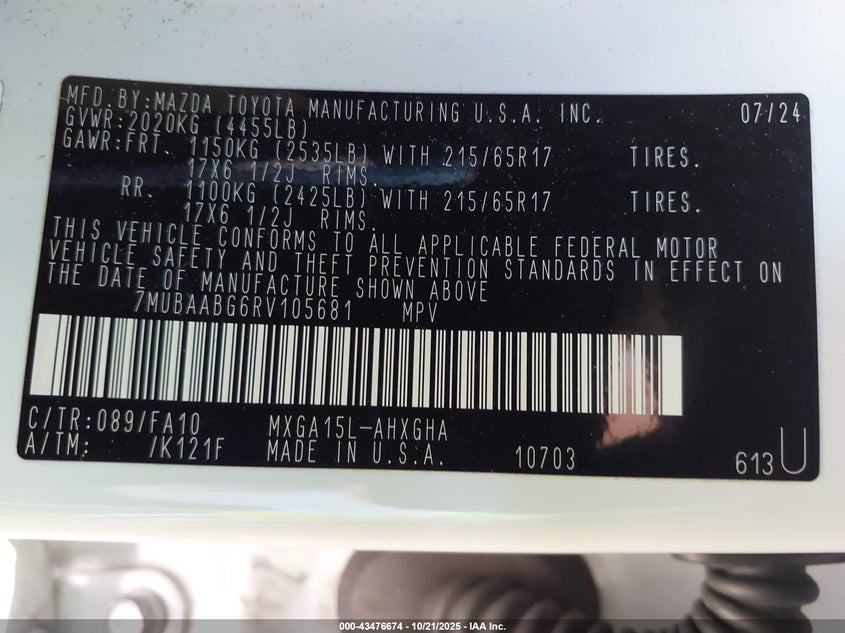 MFD.BY:MAZDA TOYOTA MANUFACTURING U.S.A. INC. 07/24
GVWR:2020KG (4455LB)
GAWR:FRT. 1150KG (2535LB) WITH 215/65R17 TIRES.
17X6 1/2J RIMS.
RR. 1100KG (2425LB) WITH 215/65R17 TIRES.
17X6 1/2J RIMS.
THIS VEHICLE CONFORMS TO ALL APPLICABLE FEDERAL MOTOR
VEHICLE SAFETY AND THEFT PREVENTION STANDARDS IN EFFECT ON
THE DATE OF MANUFACTURE SHOWN ABOVE
7MUBAABG6RV105681 MPV
C/TR:089/FA10 MXGA15L-AHXGHA
A/TM: /K121F MADE IN U.S.A. 10703 613U
000-43476674 - 10/21/2025 - IAA Inc.